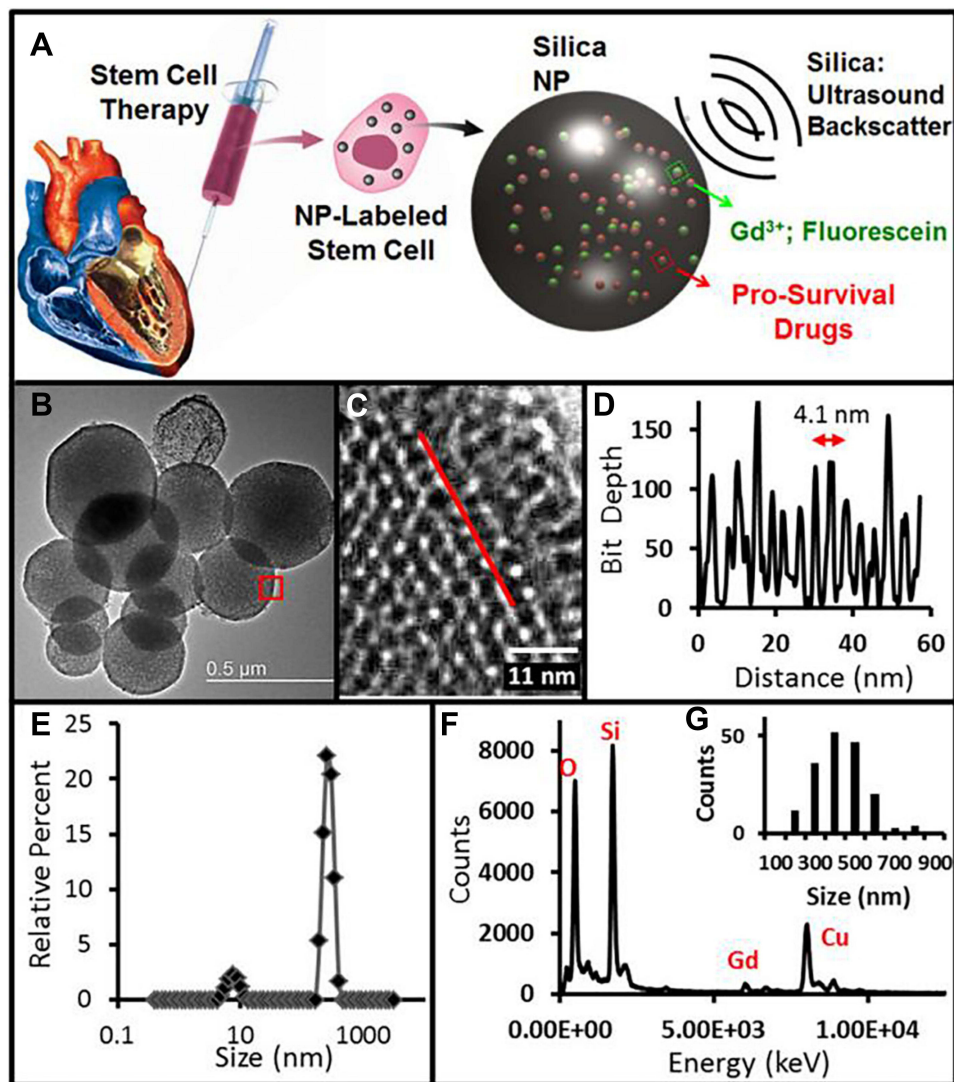 A
Stem Cell
Therapy
NP-Labeled
Stem Cell
Silica
NP
Silica:
Ultrasound
Backscatter
Gd³⁺; Fluorescein
Pro-Survival
Drugs
B
0.5 µm
C
11 nm
D
4.1 nm
Bit Depth
150
100
50
0
0 20 40 60
Distance (nm)
E
Relative Percent
25
20
15
10
5
0
0.1 10 1000
Size (nm)
F
Counts
8000
6000
4000
2000
0
O
Si
Gd
Cu
0.00E+00 5.00E+03 1.00E+04
Energy (keV)
G
Counts
50
0
100 300 500 700 900
Size (nm)